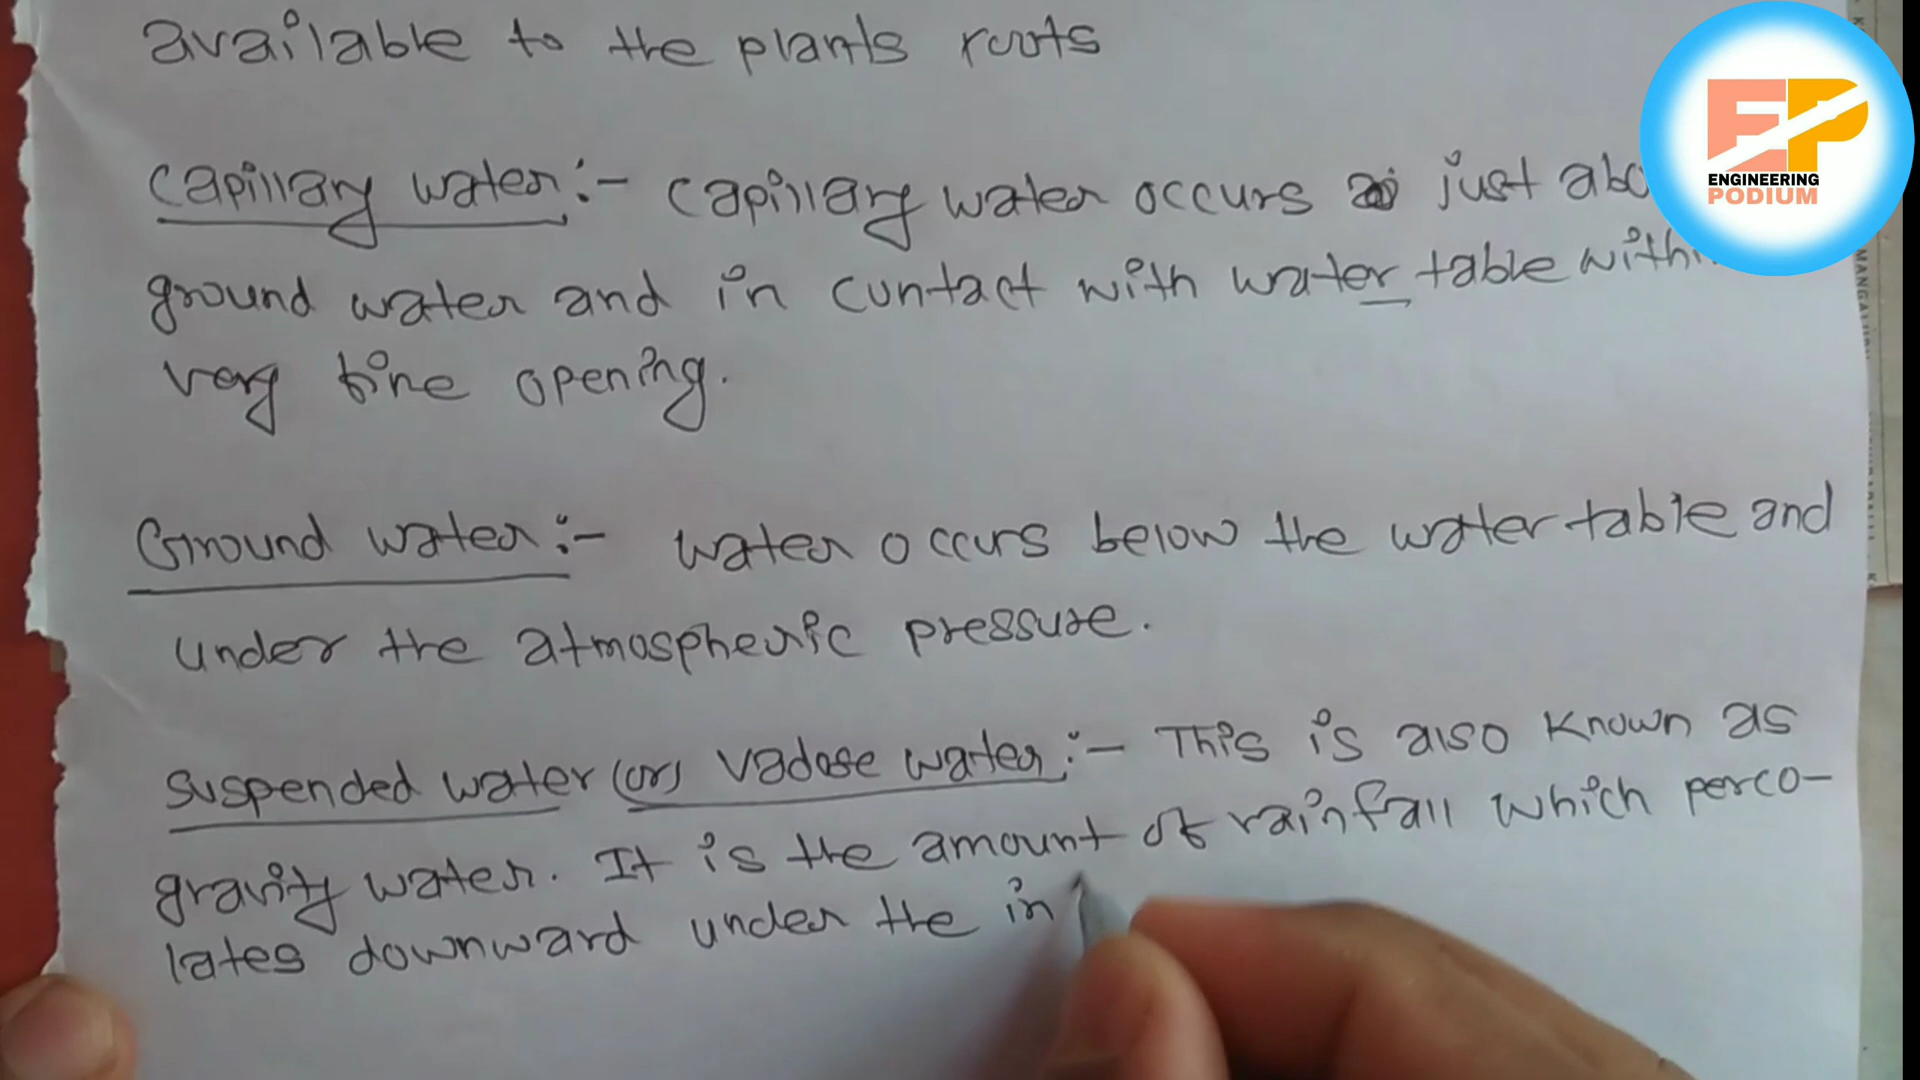 available to the plants roots
Capillary water:- Capillary water occurs just abo
ground water and in contact with water table with
very fine opening.
Ground water:- water occurs below the water table and
under the atmospheric pressure.
Suspended water (or) Vadose water:- This is also known as
gravity water. It is the amount of rainfall which perco-
lates downward under the in
EP
ENGINEERING
PODIUM